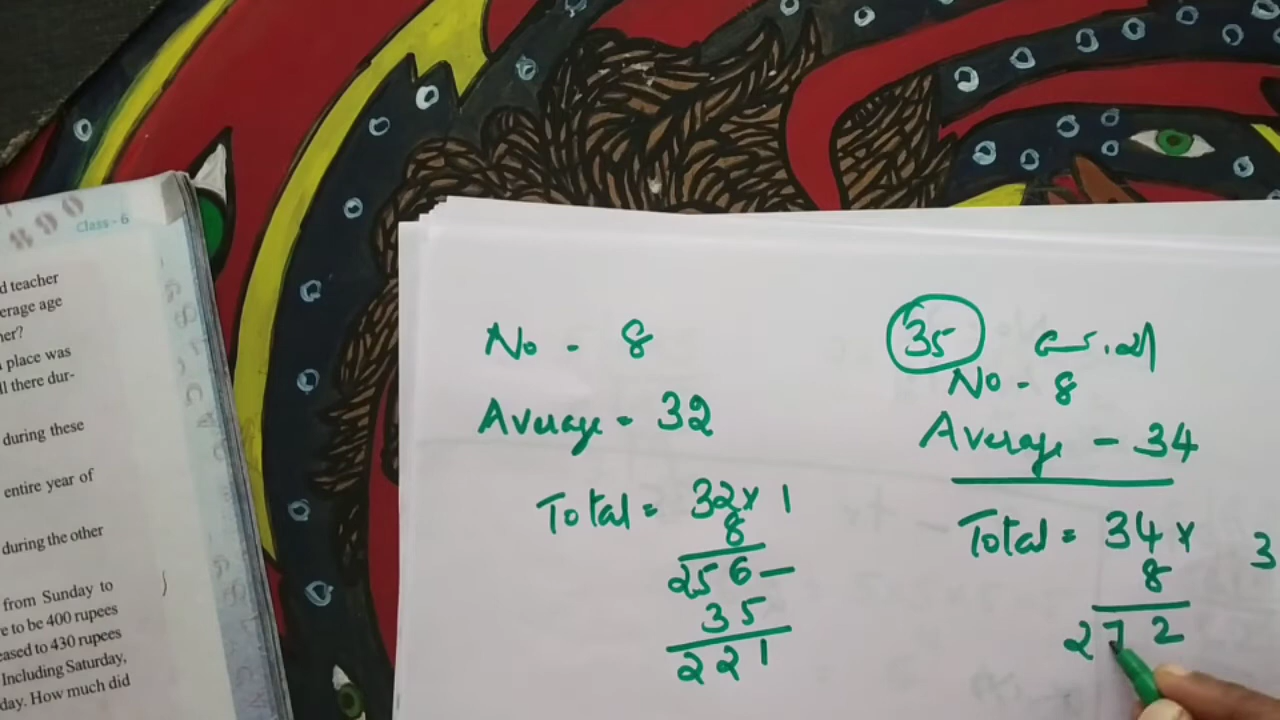 Class - 6
d teacher
erage age
her?
place was
ll there dur-
during these
entire year of
during the other
from Sunday to
e to be 400 rupees
eased to 430 rupees
Including Saturday,
day. How much did
No - 8
Average - 32
Total = 32 x 1
8
256 -
35
221
35
No - 8
Average - 34
Total = 34 x
8
272
3